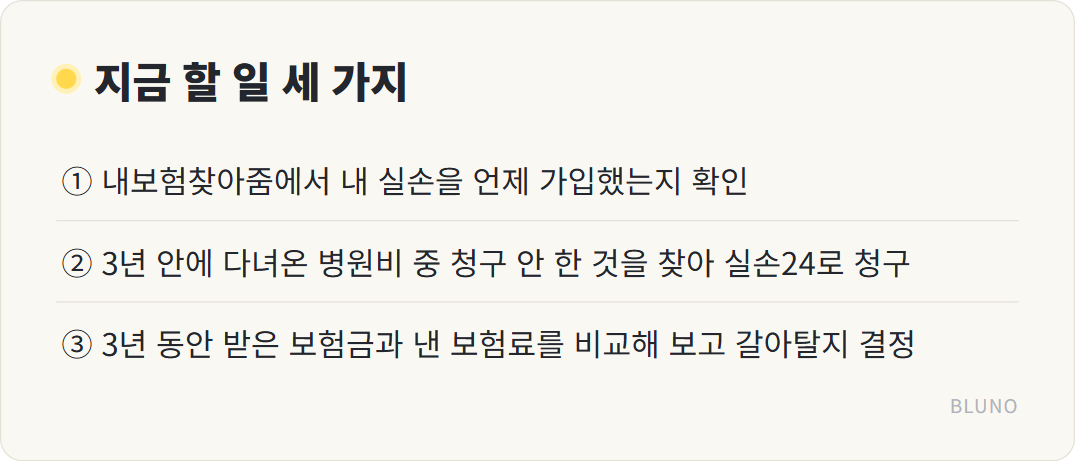 지금 할 일 세 가지
① 내보험찾아줌에서 내 실손을 언제 가입했는지 확인
② 3년 안에 다녀온 병원비 중 청구 안 한 것을 찾아 실손24로 청구
③ 3년 동안 받은 보험금과 낸 보험료를 비교해 보고 갈아탈지 결정
BLUNO